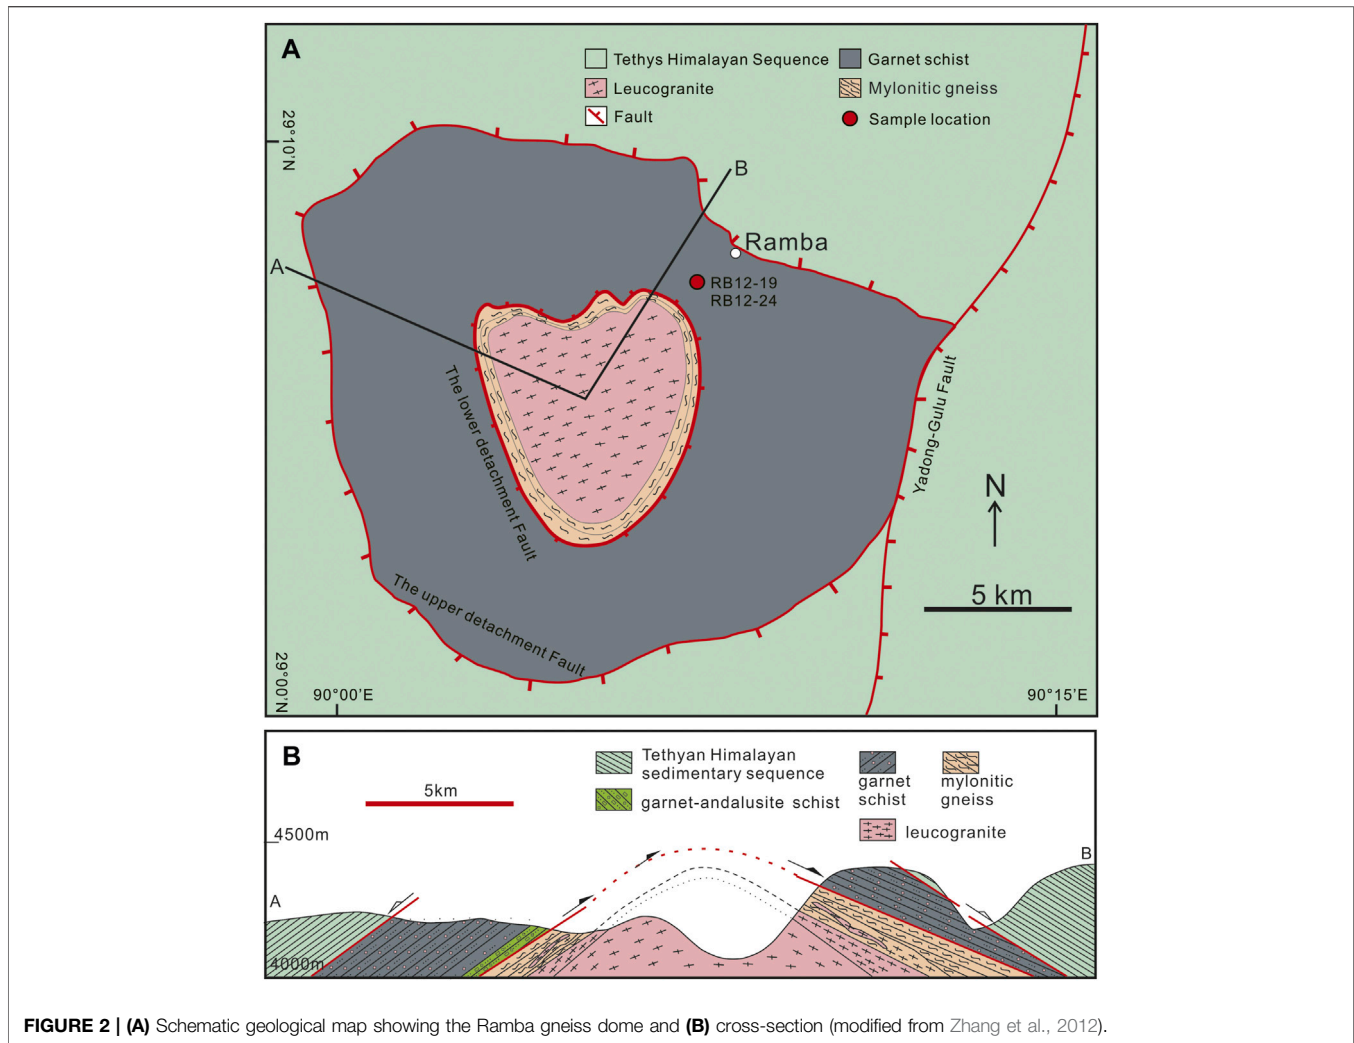 A
Tethys Himalayan Sequence
Garnet schist
Leucogranite
Mylonitic gneiss
Fault
Sample location
29°10'N
B
Ramba
A
RB12-19
RB12-24
The lower detachment Fault
Yadong-Gulu Fault
N
The upper detachment Fault
5 km
29°00'N
90°00'E
90°15'E
B
Tethyan Himalayan
sedimentary sequence
garnet
schist
mylonitic
gneiss
5km
garnet-andalusite schist
leucogranite
4500m
B
A
4000m
FIGURE 2 | (A) Schematic geological map showing the Ramba gneiss dome and (B) cross-section (modified from Zhang et al., 2012).